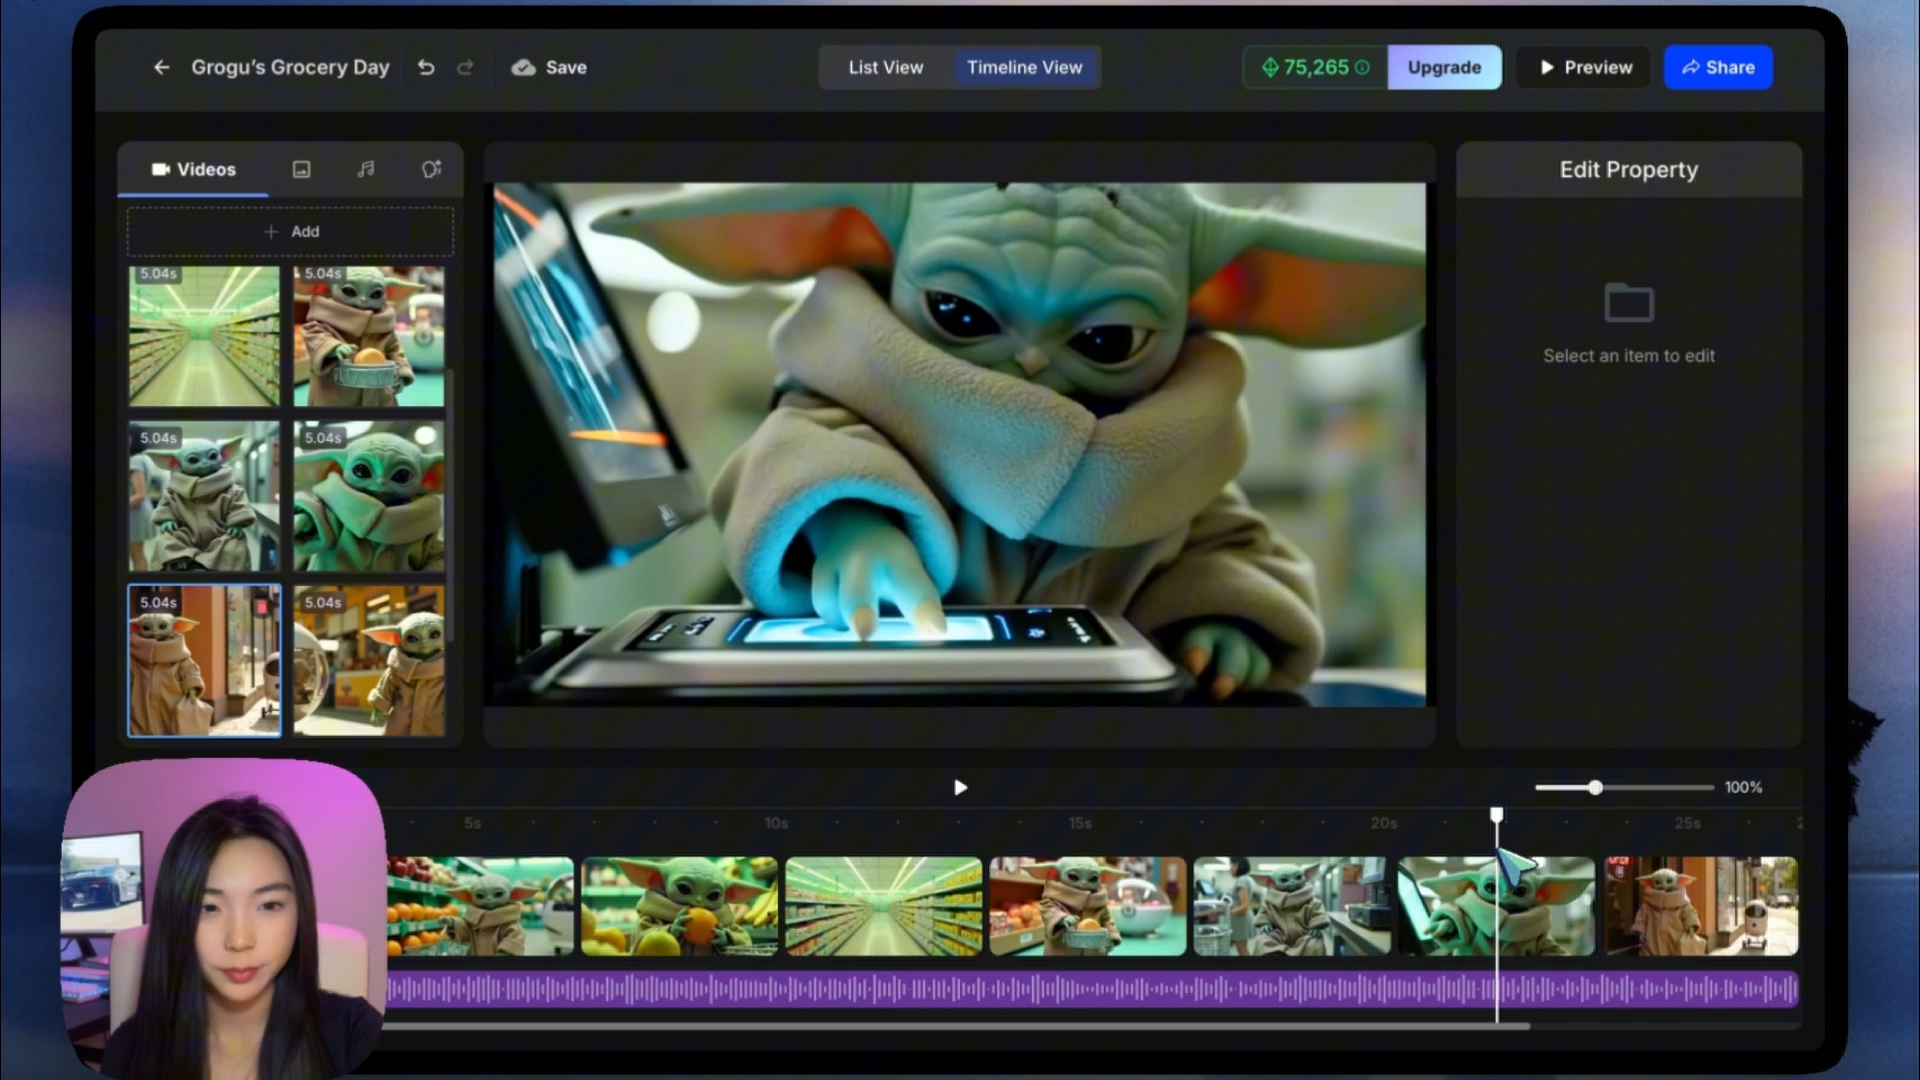 Grogu's Grocery Day
Save
List View
Timeline View
75,265
Upgrade
Preview
Share
Videos
Add
Edit Property
5.04s
5.04s
5.04s
5.04s
5.04s
5.04s
Select an item to edit
100%
5s
10s
15s
20s
25s
OPEN